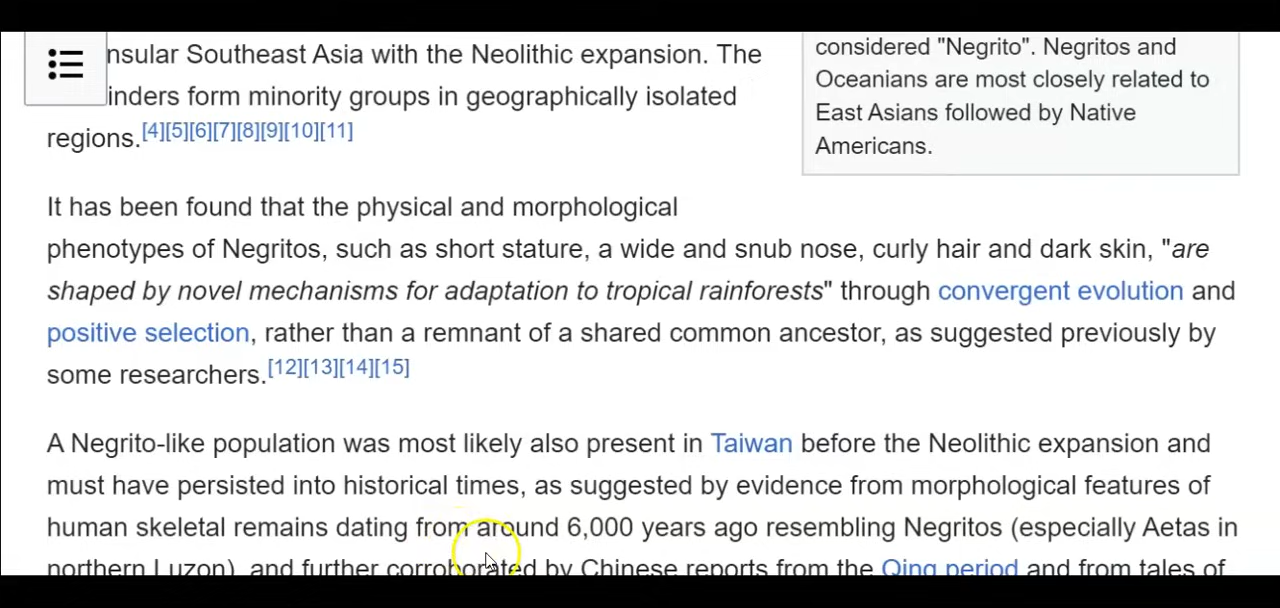 nsular Southeast Asia with the Neolithic expansion. The
inders form minority groups in geographically isolated
regions.[4][5][6][7][8][9][10][11]
considered "Negrito". Negritos and
Oceanians are most closely related to
East Asians followed by Native
Americans.
It has been found that the physical and morphological
phenotypes of Negritos, such as short stature, a wide and snub nose, curly hair and dark skin, "are
shaped by novel mechanisms for adaptation to tropical rainforests" through convergent evolution and
positive selection, rather than a remnant of a shared common ancestor, as suggested previously by
some researchers.[12][13][14][15]
A Negrito-like population was most likely also present in Taiwan before the Neolithic expansion and
must have persisted into historical times, as suggested by evidence from morphological features of
human skeletal remains dating from around 6,000 years ago resembling Negritos (especially Aetas in
northern Luzon), and further corroborated by Chinese reports from the Qing period and from tales of